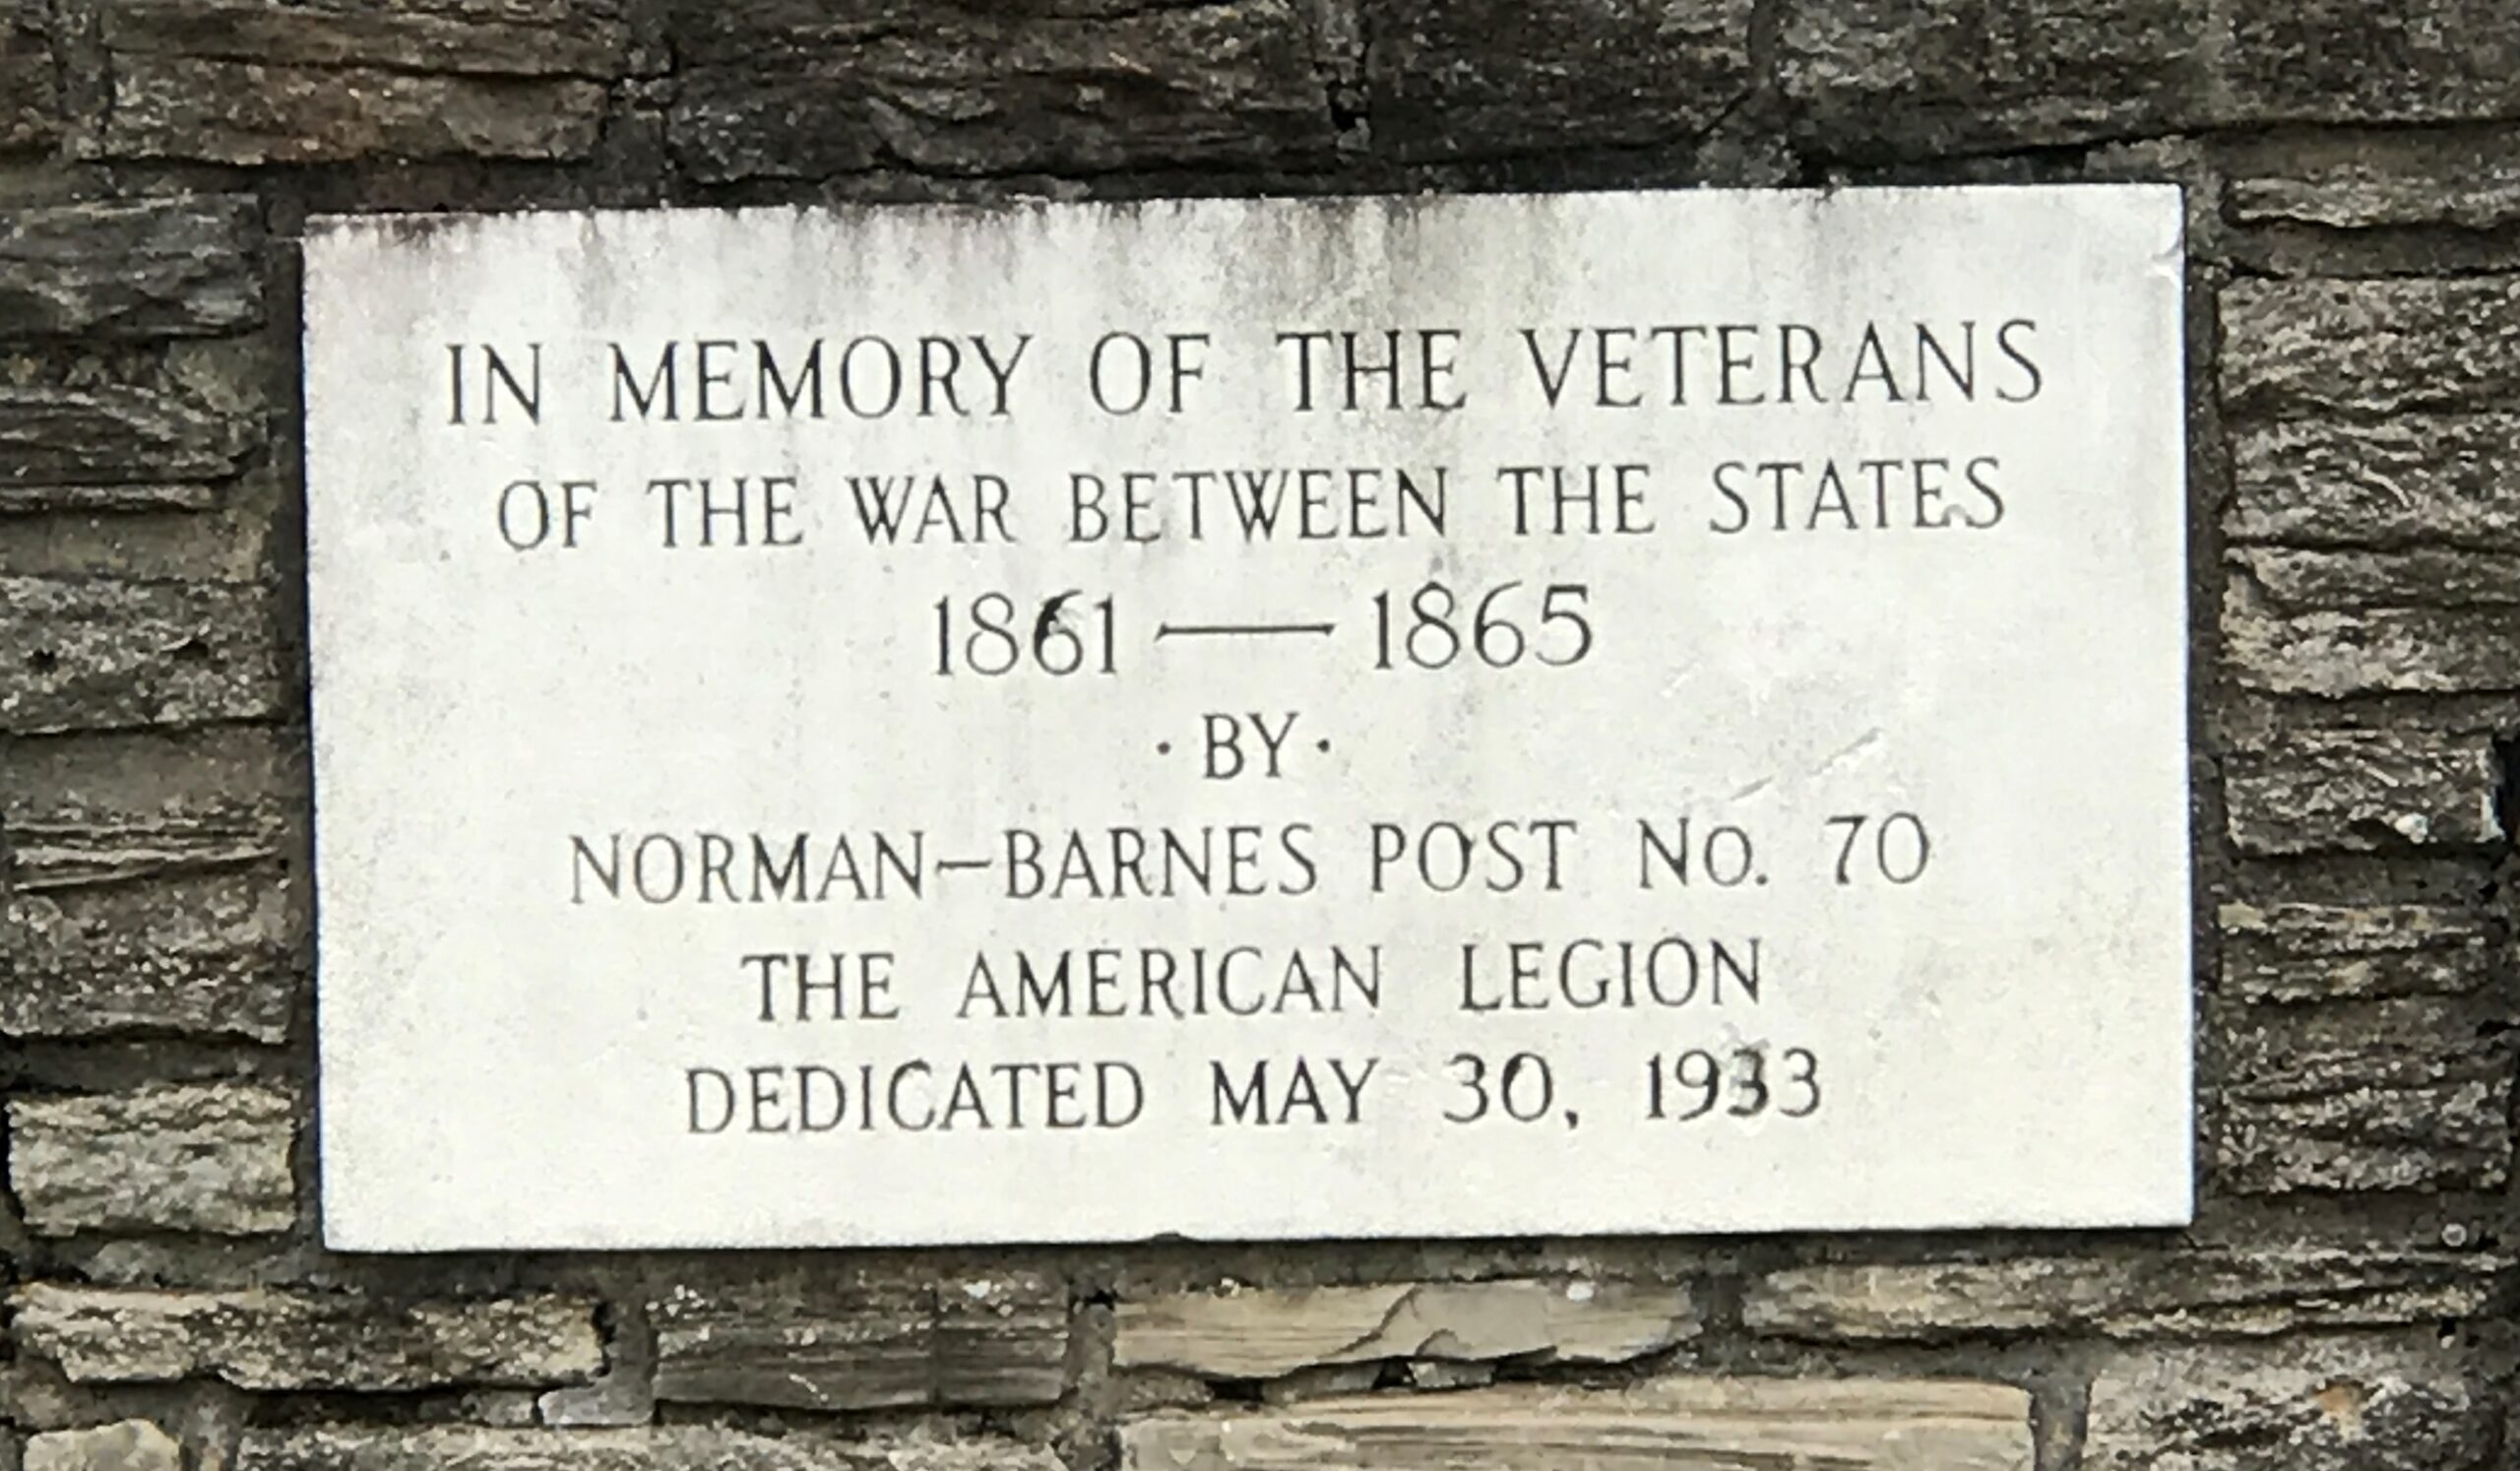 IN MEMORY OF THE VETERANS
OF THE WAR BETWEEN THE STATES
1861 — 1865
· BY ·
NORMAN–BARNES POST No. 70
THE AMERICAN LEGION
DEDICATED MAY 30, 1933